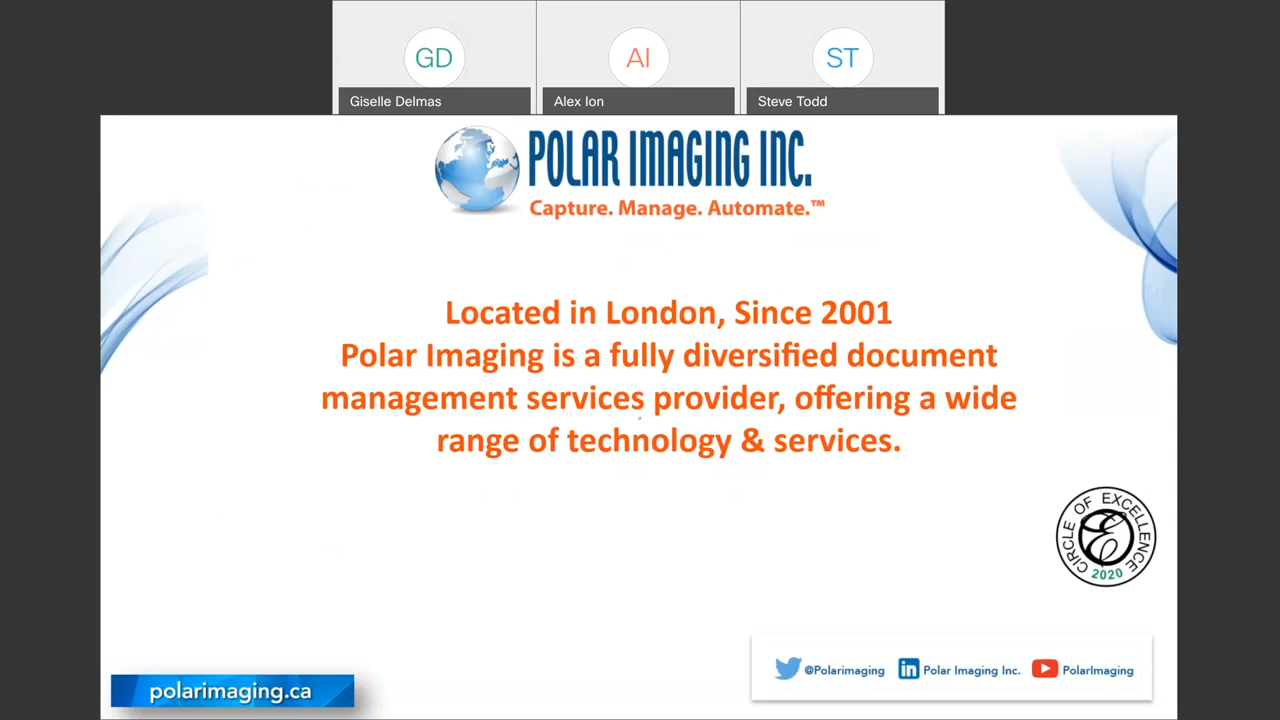 GD
AI
ST
Giselle Delmas
Alex Ion
Steve Todd
POLAR IMAGING INC.
Capture. Manage. Automate.™
Located in London, Since 2001
Polar Imaging is a fully diversified document
management services provider, offering a wide
range of technology & services.
CIRCLE OF EXCELLENCE
E
2020
@Polarimaging
Polar Imaging Inc.
PolarImaging
polarimaging.ca